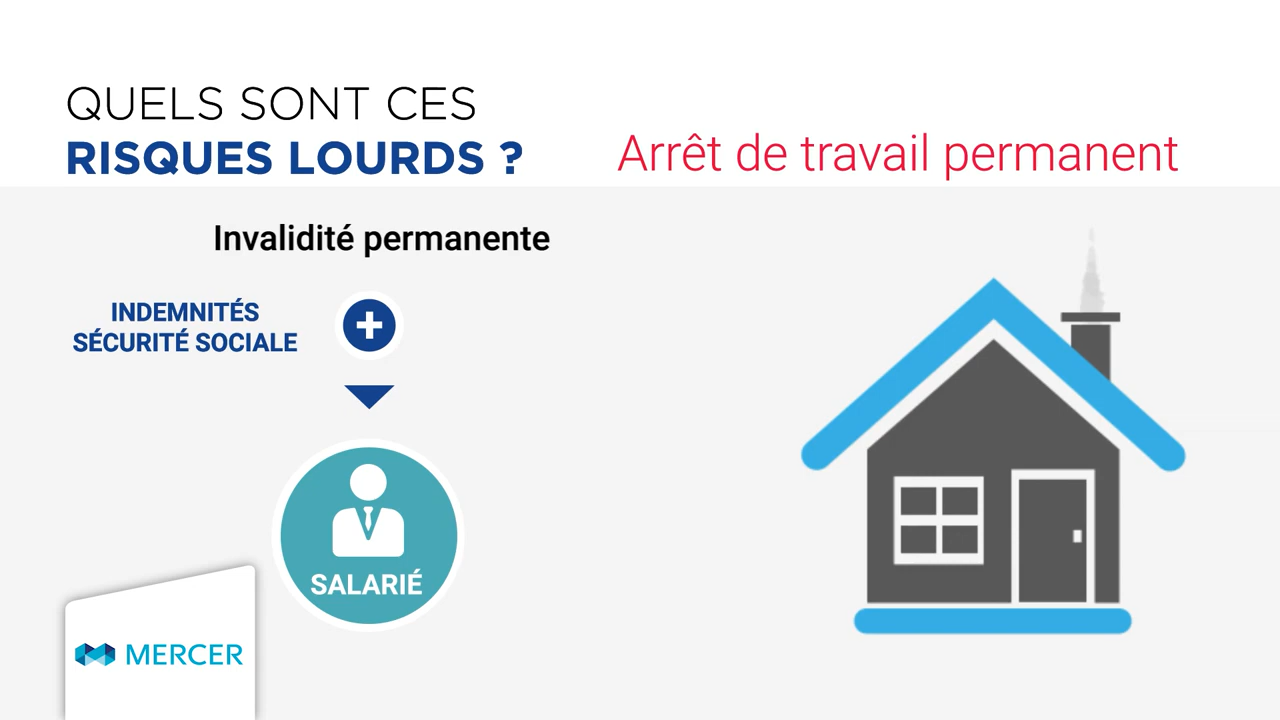 QUELS SONT CES
RISQUES LOURDS ?
Arrêt de travail permanent
Invalidité permanente
INDEMNITÉS
SÉCURITÉ SOCIALE
SALARIÉ
MERCER